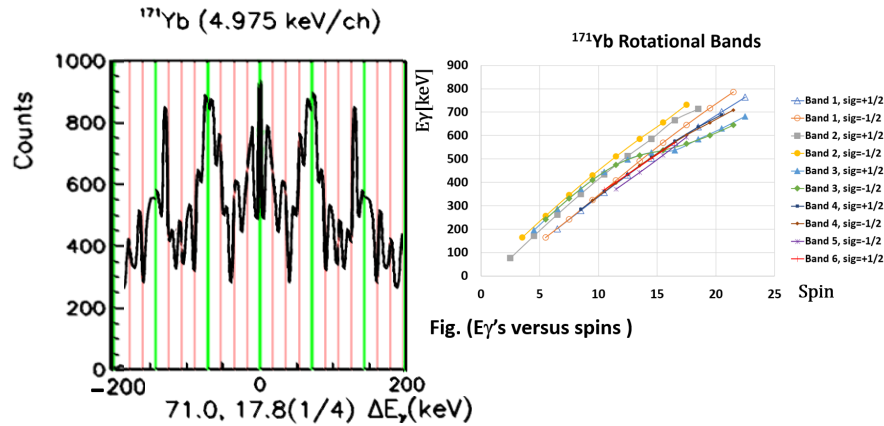 ¹⁷¹Yb (4.975 keV/ch)
Counts
1000
800
600
400
200
0
−200
0
200
71.0, 17.8(1/4) ΔEᵧ(keV)
¹⁷¹Yb Rotational Bands
Eγ[keV]
900
800
700
600
500
400
300
200
100
0
0
5
10
15
20
25
Spin
Band 1, sig=+1/2
Band 1, sig=-1/2
Band 2, sig=+1/2
Band 2, sig=-1/2
Band 3, sig=+1/2
Band 3, sig=-1/2
Band 4, sig=+1/2
Band 4, sig=-1/2
Band 5, sig=-1/2
Band 6, sig=+1/2
Fig. (Eγ's versus spins )